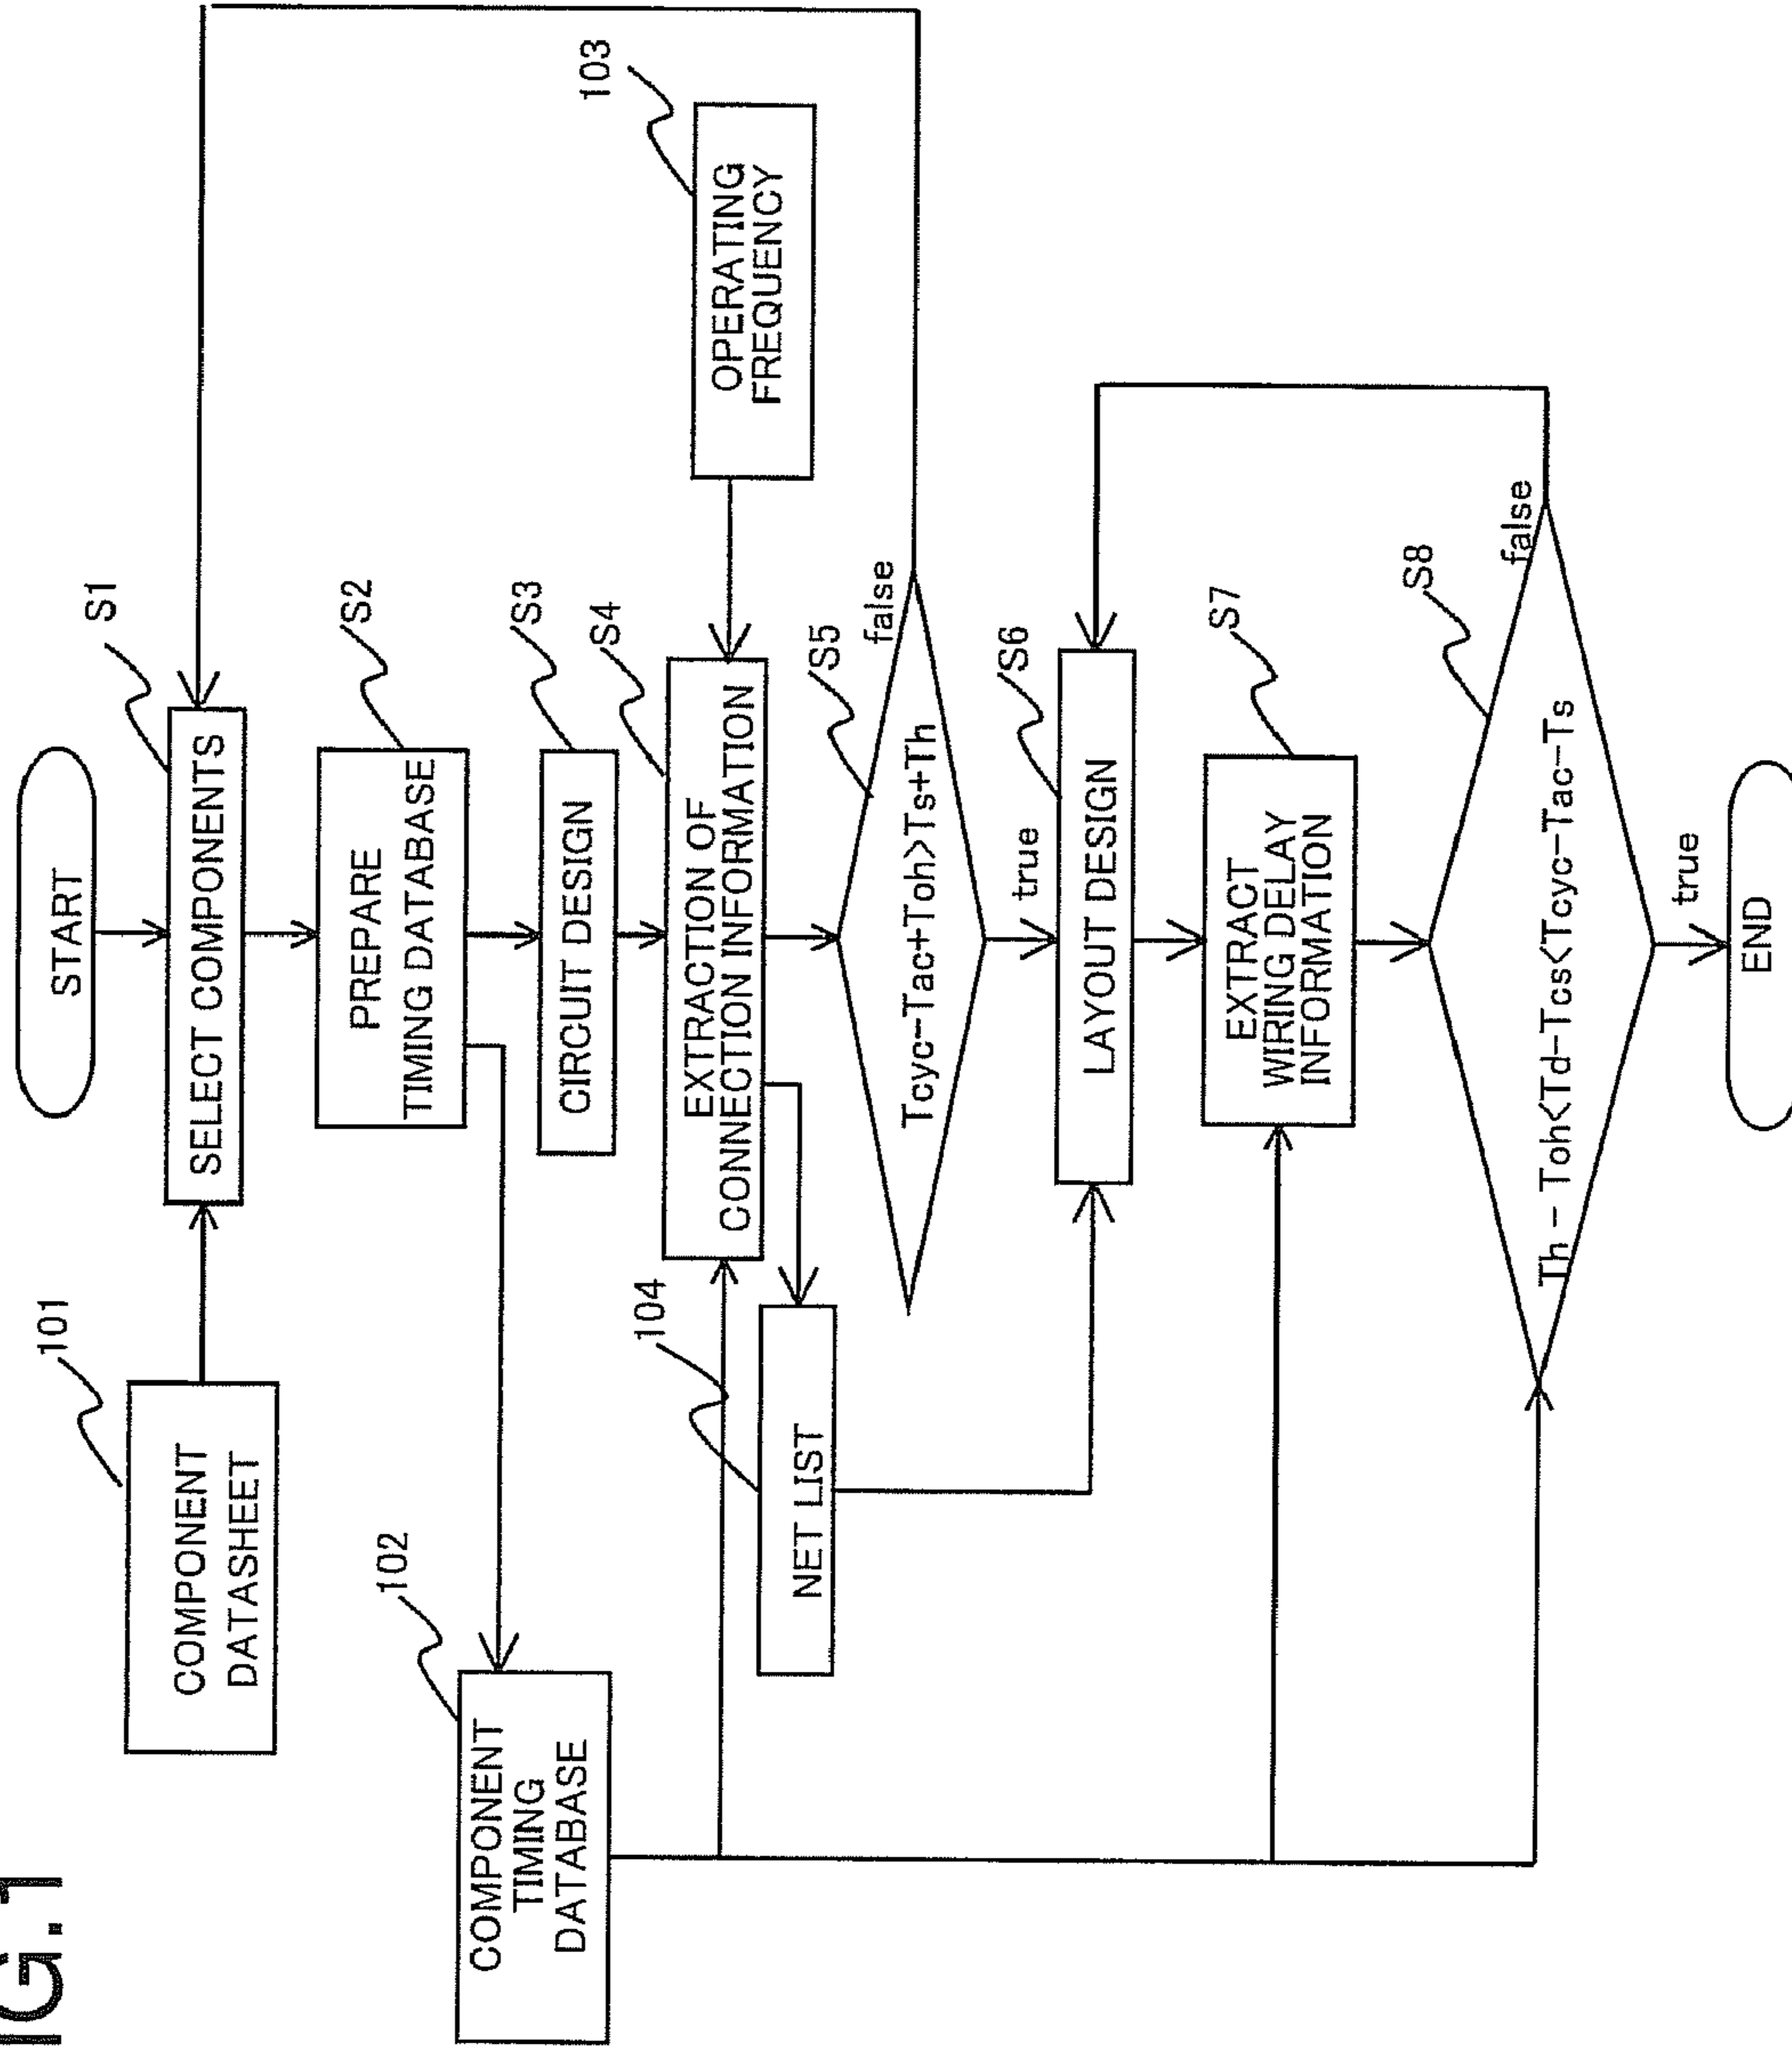 IG.1
START
S1
101
COMPONENT
DATASHEET
SELECT COMPONENTS
S2
PREPARE
TIMING DATABASE
102
COMPONENT
TIMING
DATABASE
S3
CIRCUIT DESIGN
S4
EXTRACTION OF
CONNECTION INFORMATION
103
OPERATING
FREQUENCY
104
NET LIST
S5
Tcyc-Tac+Toh>Ts+Th
false
true
S6
LAYOUT DESIGN
S7
EXTRACT
WIRING DELAY
INFORMATION
S8
Th-Toh<Td-Tcs<Tcyc-Tac-Ts
false
true
END